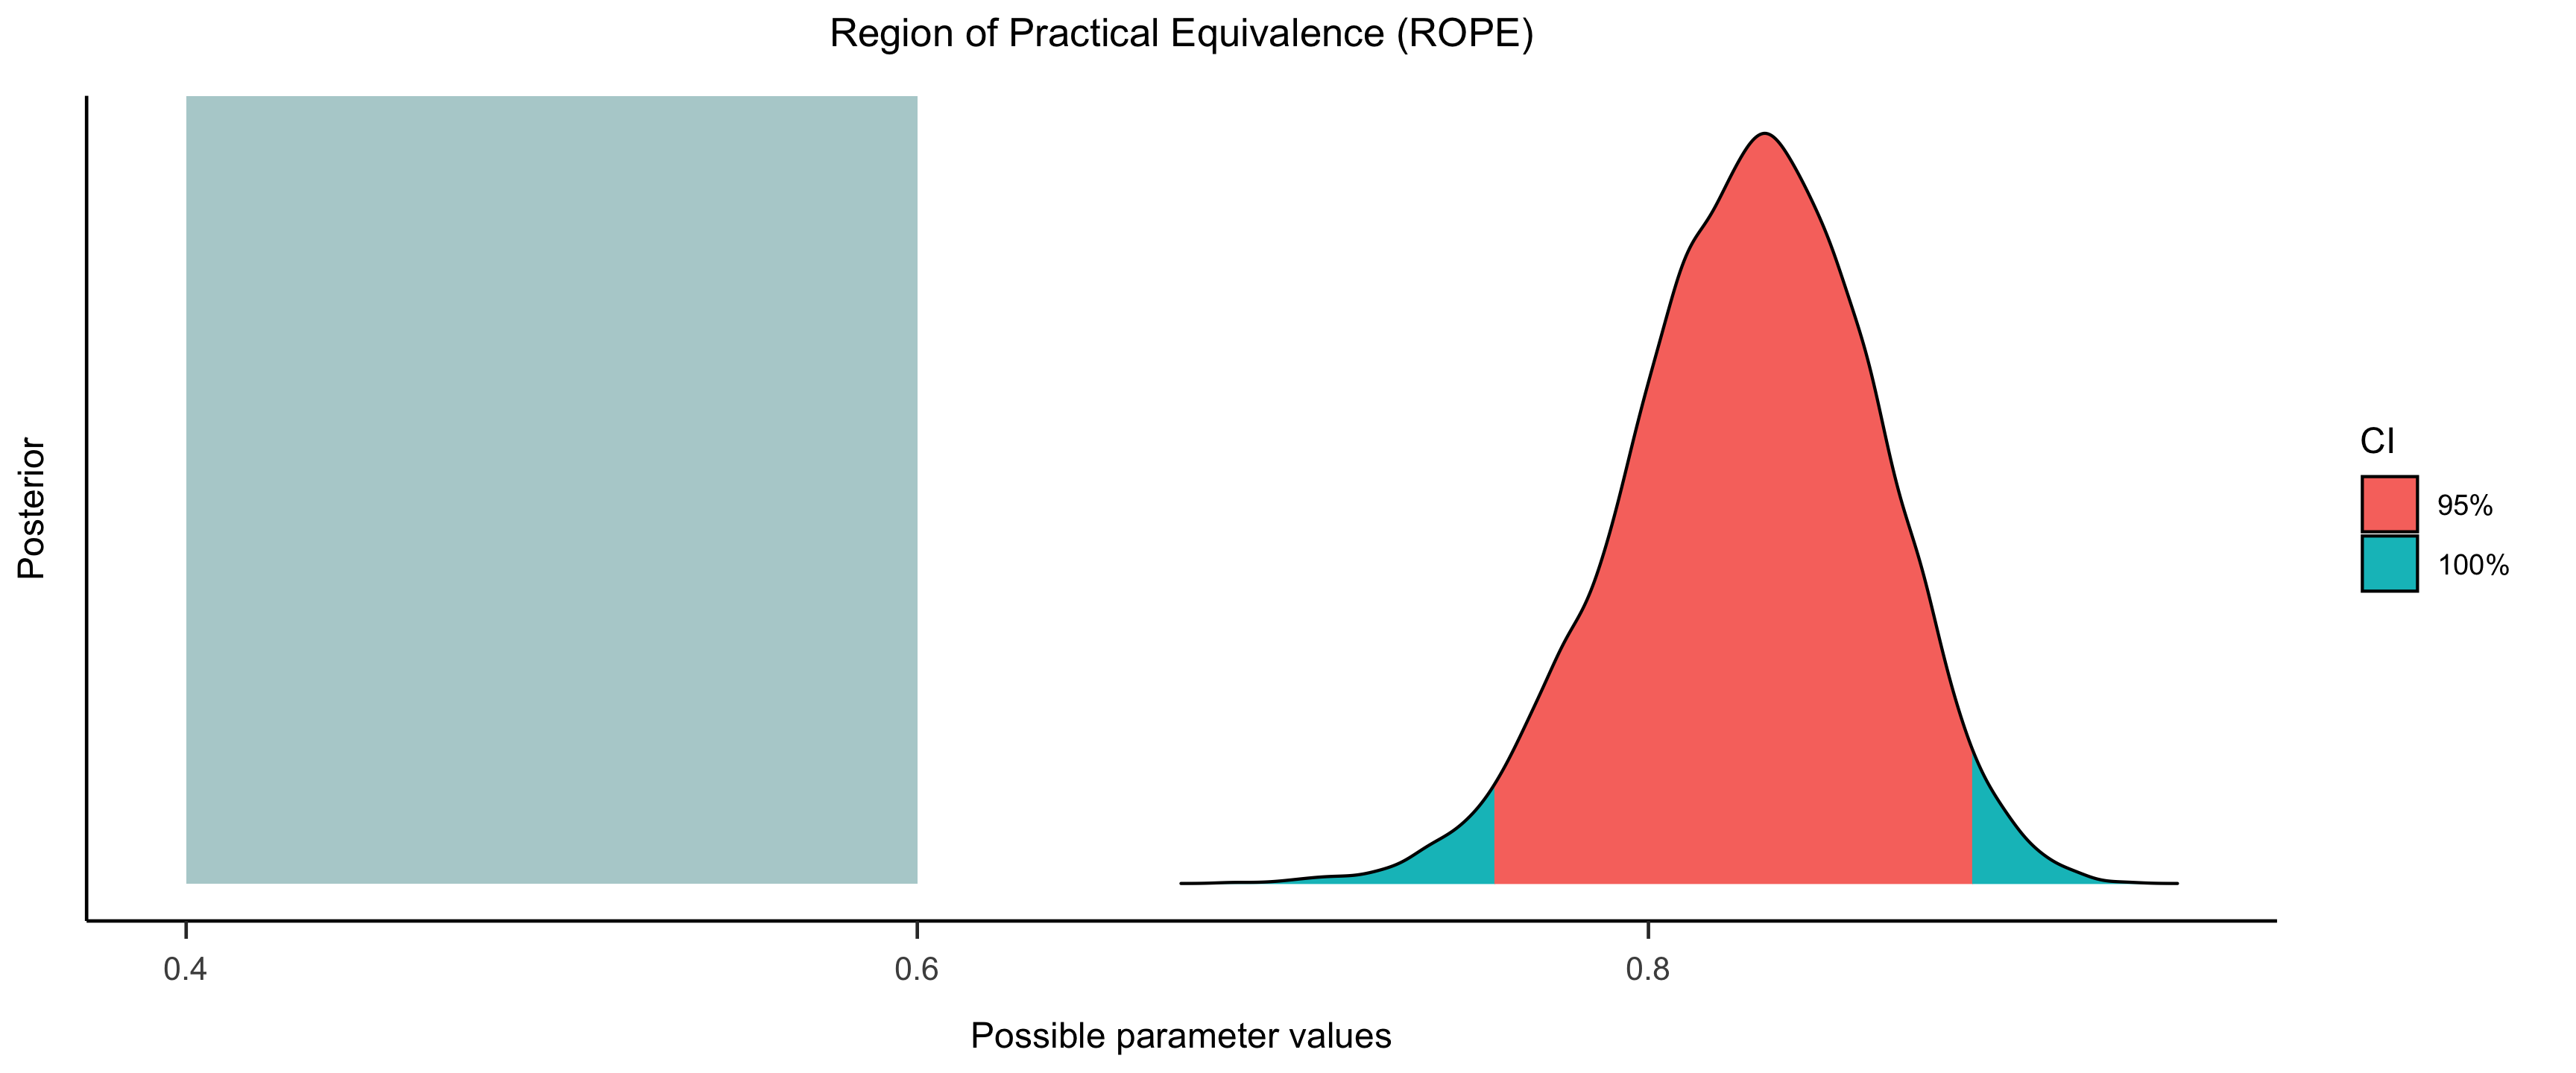 Region of Practical Equivalence (ROPE)
Posterior
CI
95%
100%
0.4
0.6
0.8
Possible parameter values